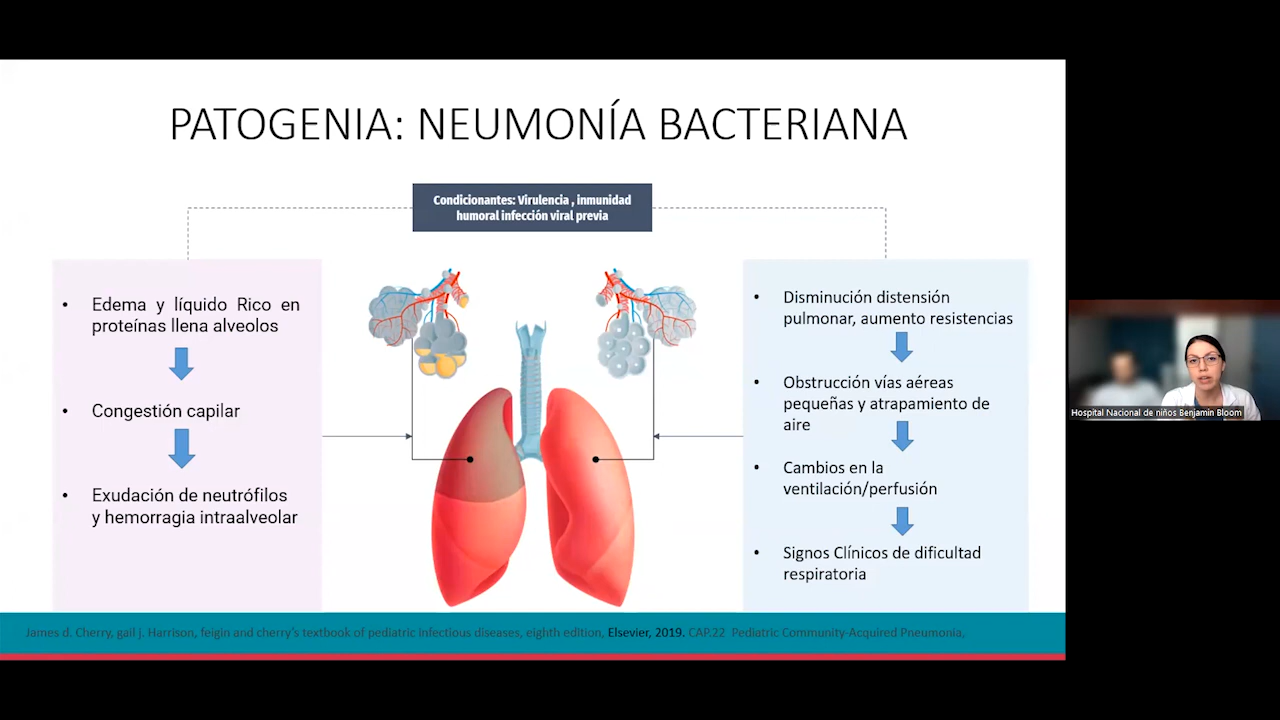 PATOGENIA: NEUMONÍA BACTERIANA
Condicionantes: Virulencia , inmunidad
humoral infección viral previa
• Edema y líquido Rico en
proteínas llena alveolos
• Congestión capilar
• Exudación de neutrófilos
y hemorragia intraalveolar
• Disminución distensión
pulmonar, aumento resistencias
• Obstrucción vías aéreas
pequeñas y atrapamiento de
aire
• Cambios en la
ventilación/perfusión
• Signos Clínicos de dificultad
respiratoria
James d. Cherry, gail j. Harrison, feigin and cherry's textbook of pediatric infectious diseases, eighth edition, Elsevier, 2019. CAP.22 Pediatric Community-Acquired Pneumonia,
Hospital Nacional de niños Benjamin Bloom